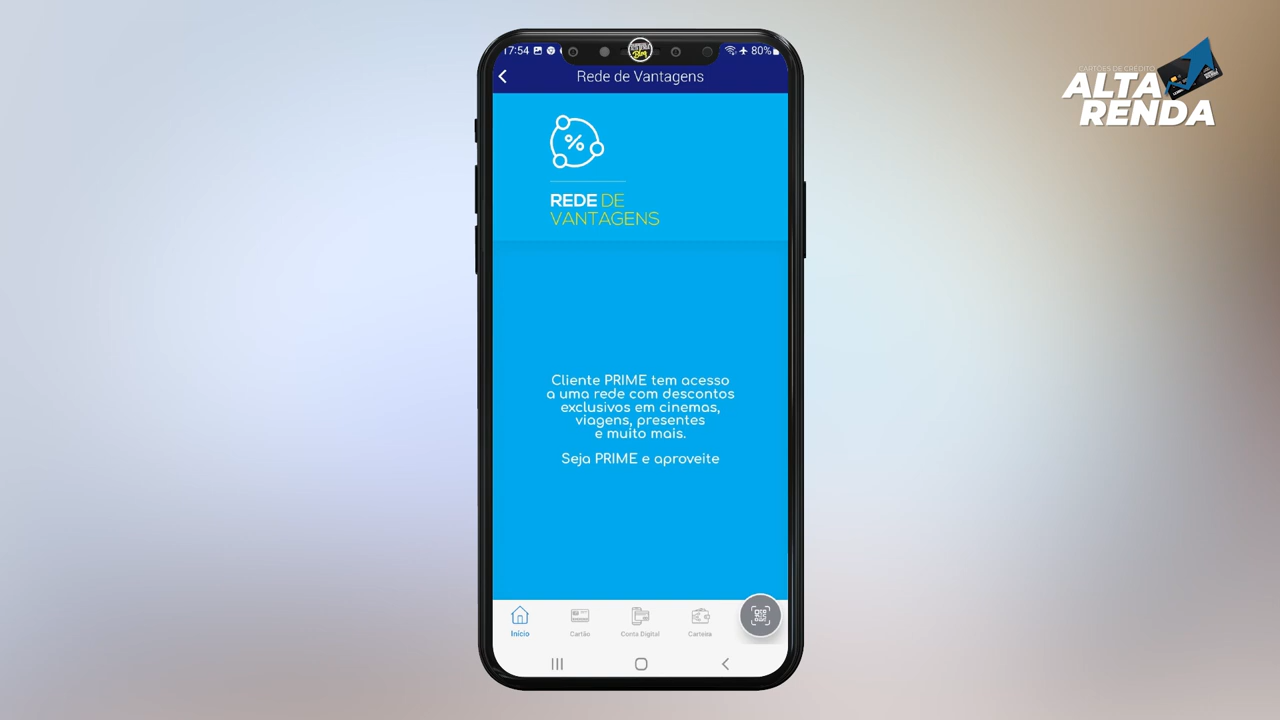 17:54
80%
Rede de Vantagens
CARTÕES DE CRÉDITO
ALTA
RENDA
%
REDE DE
VANTAGENS
Cliente PRIME tem acesso
a uma rede com descontos
exclusivos em cinemas,
viagens, presentes
e muito mais.
Seja PRIME e aproveite
Início
Cartão
Conta Digital
Carteira